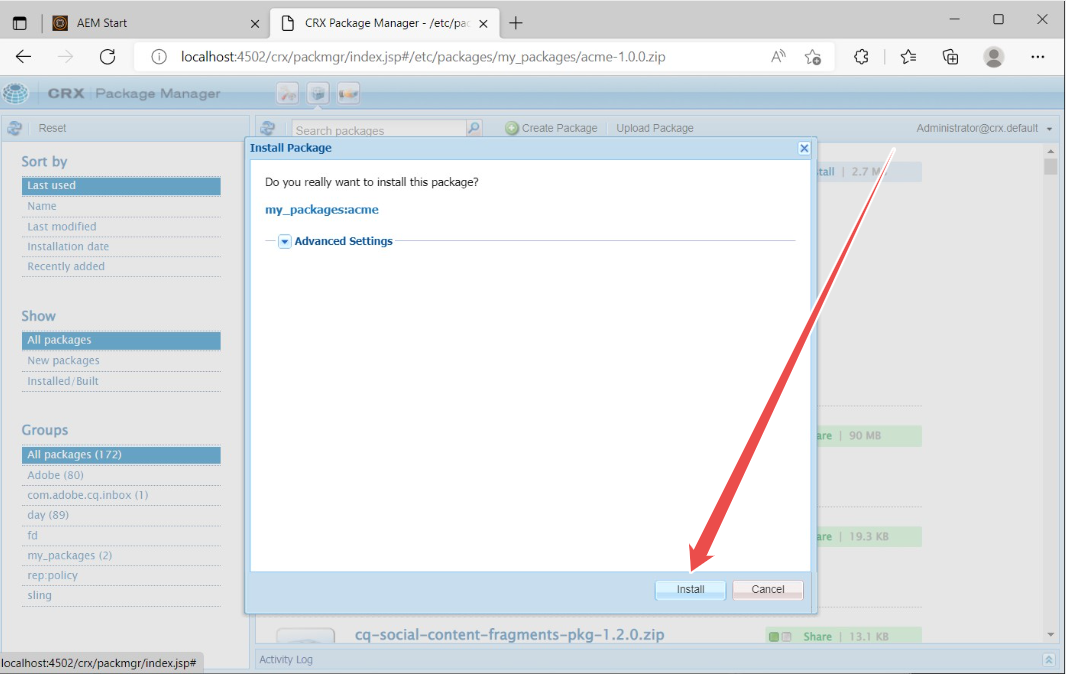 AEM Start
CRX Package Manager - /etc/pac
localhost:4502/crx/packmgr/index.jsp#/etc/packages/my_packages/acme-1.0.0.zip
CRX | Package Manager
Reset
Search packages
Create Package
Upload Package
Administrator@crx.default
Sort by
Last used
Name
Last modified
Installation date
Recently added
Show
All packages
New packages
Installed/Built
Groups
All packages (172)
Adobe (80)
com.adobe.cq.inbox (1)
day (89)
fd
my_packages (2)
rep:policy
sling
Install Package
Do you really want to install this package?
my_packages:acme
Advanced Settings
Install
Cancel
tall | 2.7 M
are | 90 MB
are | 19.3 KB
cq-social-content-fragments-pkg-1.2.0.zip
Share | 13.1 KB
Activity Log
localhost:4502/crx/packmgr/index.jsp#